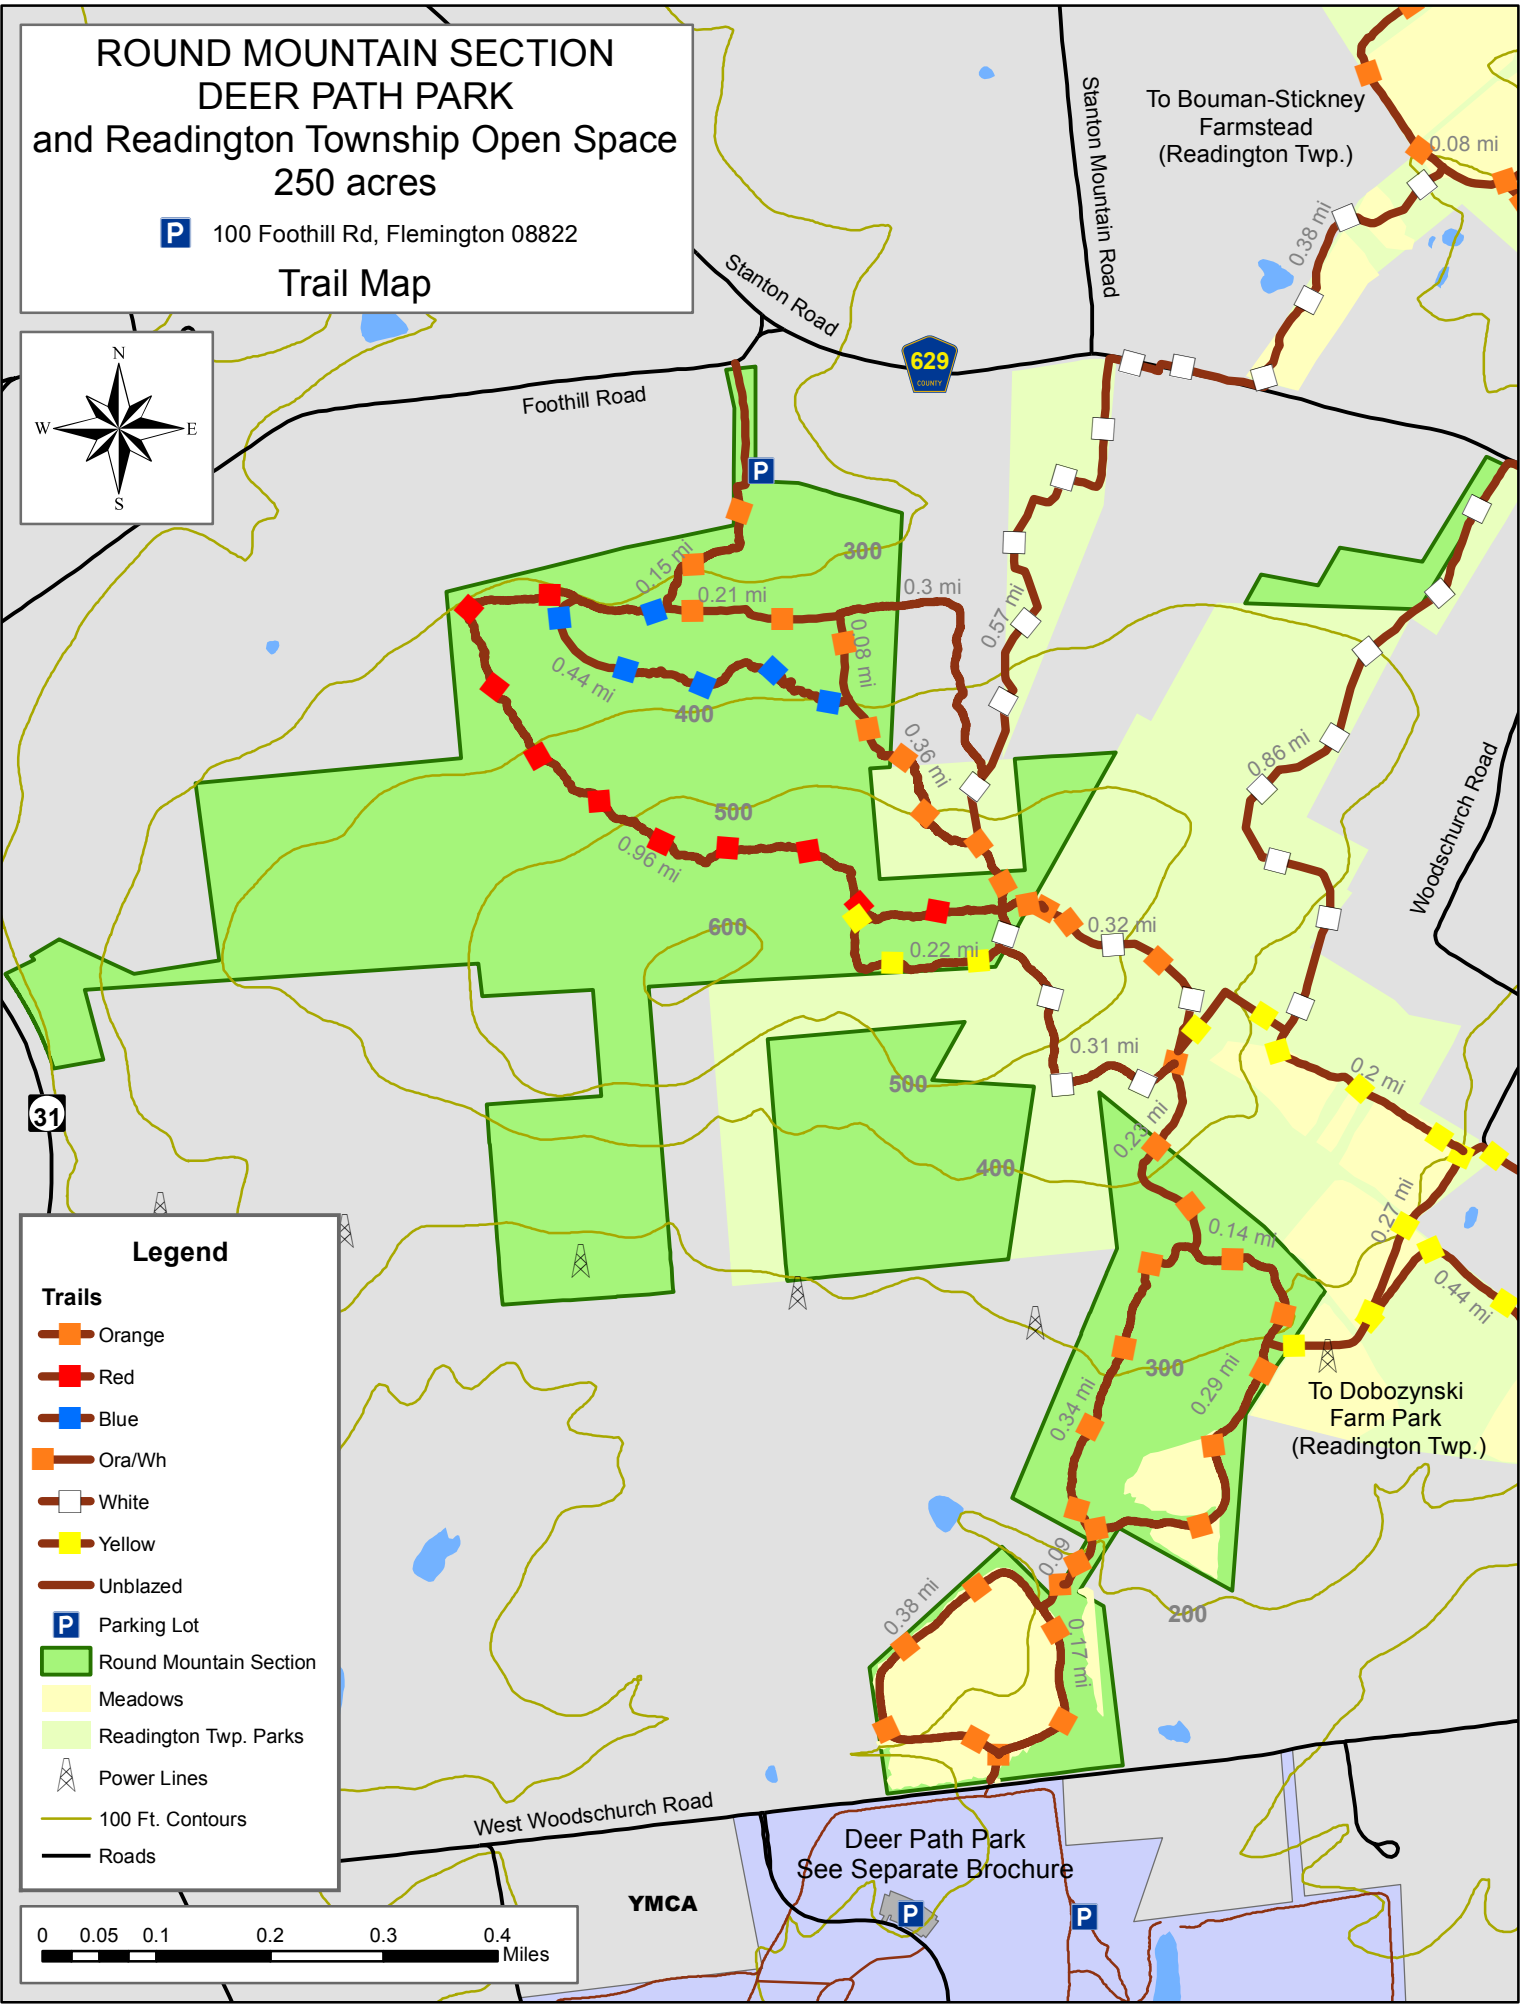 ROUND MOUNTAIN SECTION
DEER PATH PARK
and Readington Township Open Space
250 acres
P 100 Foothill Rd, Flemington 08822
Trail Map
N
W E
S
Stanton Road
Stanton Mountain Road
To Bouman-Stickney
Farmstead
(Readington Twp.)
0.08 mi
0.38 mi
629
COUNTY
Foothill Road
P
300
0.15 mi
0.21 mi
0.3 mi
0.57 mi
0.08 mi
0.44 mi
400
0.36 mi
0.86 mi
Woodschurch Road
500
0.96 mi
600
0.32 mi
0.22 mi
0.31 mi
0.2 mi
500
31
400
0.23 mi
0.14 mi
0.27 mi
0.44 mi
300
0.29 mi
0.34 mi
To Dobozynski
Farm Park
(Readington Twp.)
0.09
200
0.38 mi
0.17 mi
Legend
Trails
Orange
Red
Blue
Ora/Wh
White
Yellow
Unblazed
P Parking Lot
Round Mountain Section
Meadows
Readington Twp. Parks
Power Lines
100 Ft. Contours
Roads
West Woodschurch Road
Deer Path Park
See Separate Brochure
YMCA
P
P
0 0.05 0.1 0.2 0.3 0.4
Miles